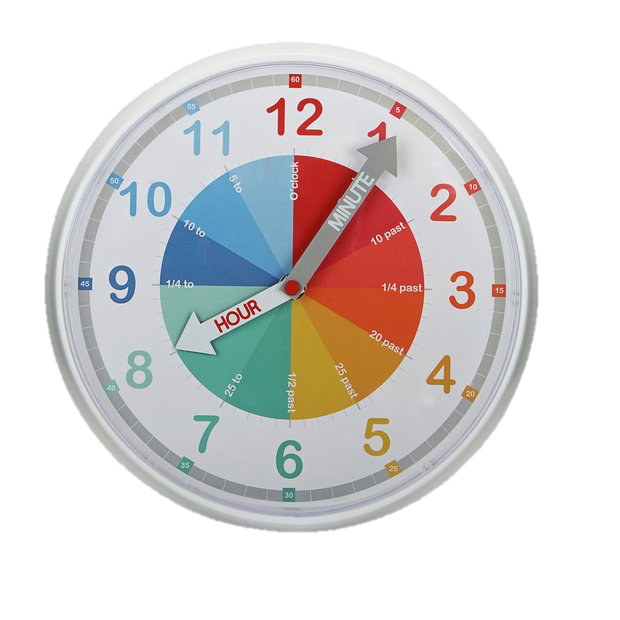 60
55
5
12
11
1
50
10
10
2
O'clock
5 to
MINUTE
10 to
10 past
45
9
1/4 to
1/4 past
3
15
HOUR
20 past
8
4
40
20
25 to
1/2 past
25 past
7
5
6
35
25
30